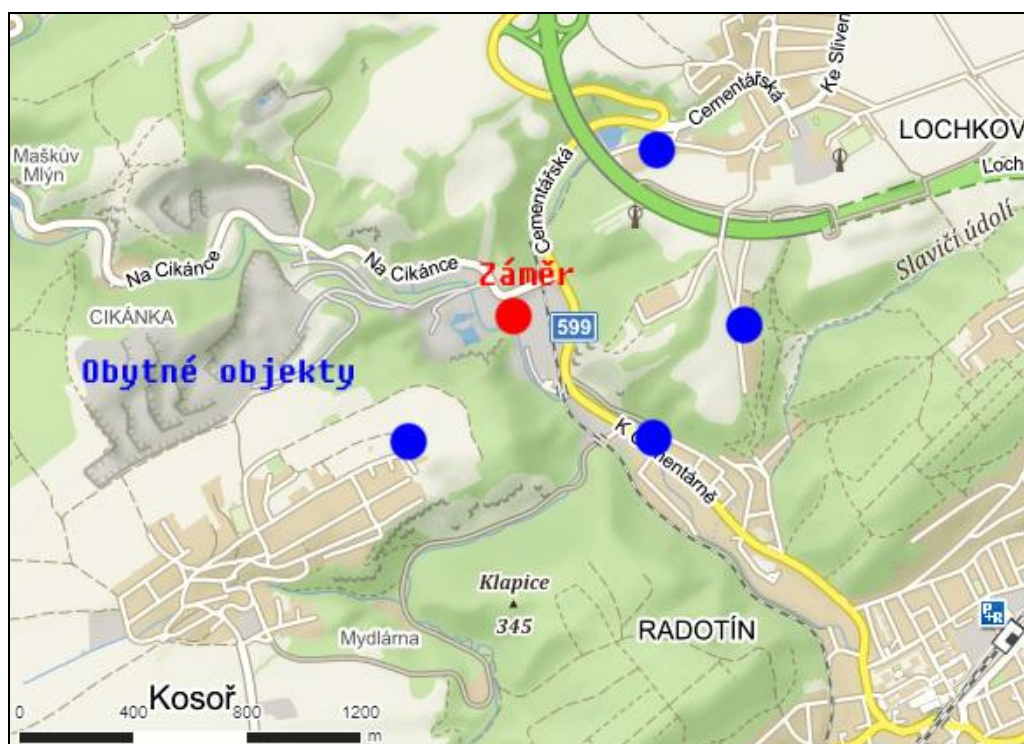 Ke Sliven
Cementářská
LOCHKOV
Loch
Maškův
Mlýn
Cementářská
Slavičí údolí
Na Cikánce
Na Cikánce
Záměr
CIKÁNKA
599
Obytné objekty
K Cementárně
Klapice
345
P+R
RADOTÍN
Mydlárna
Kosoř
0 400 800 1200
m